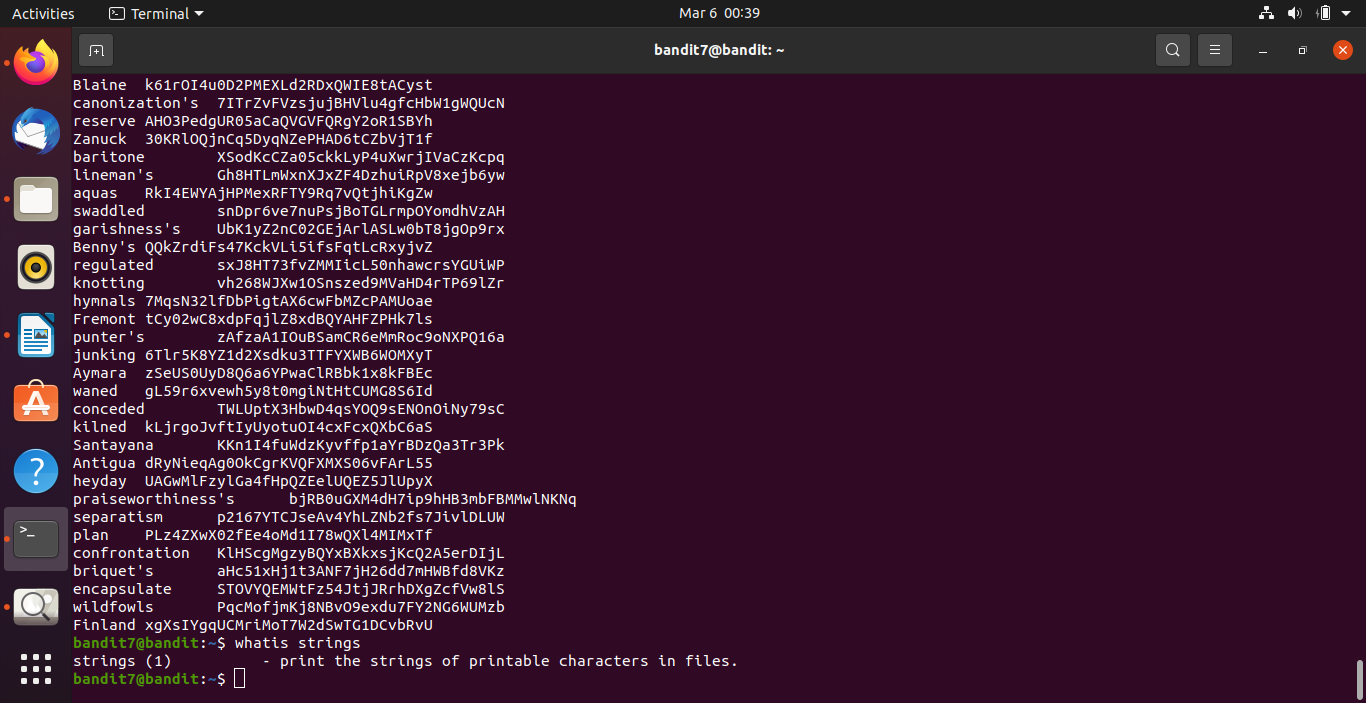 Activities Terminal Mar 6 00:39
bandit7@bandit: ~
Blaine k61rOI4u0D2PMEXLd2RDxQWIE8tACyst
canonization's 7ITrZvFVzsjujBHVlu4gfcHbW1gWQUcN
reserve AHO3PedgUR05aCaQVGVFQRgY2oR1SBYh
Zanuck 30KRlOQjnCq5DyqNZePHAD6tCZbVjT1f
baritone XSodKcCZa05ckkLyP4uXwrjIVaCzKcpq
lineman's Gh8HTLmWxnXJxZF4DzhuiRpV8xejb6yw
aquas RkI4EWYAjHPMexRFTY9Rq7vQtjhiKgZw
swaddled snDpr6ve7nuPsjBoTGLrmpOYomdhVzAH
garishness's UbK1yZ2nC02GEjArlASLw0bT8jgOp9rx
Benny's QQkZrdiFs47KckVLi5ifsFqtLcRxyjvZ
regulated sxJ8HT73fvZMMIicL50nhawcrsYGUiWP
knotting vh268WJXw1OSnszed9MVaHD4rTP69lZr
hymnals 7MqsN32lfDbPigtAX6cwFbMZcPAMUoae
Fremont tCy02wC8xdpFqjlZ8xdBQYAHFZPHk7ls
punter's zAfzaA1IOuBSamCR6eMmRoc9oNXPQ16a
junking 6Tlr5K8YZ1d2Xsdku3TTFYXWB6WOMXyT
Aymara zSeUS0UyD8Q6a6YPwaClRBbk1x8kFBEc
waned gL59r6xvewh5y8t0mgiNtHtCUMG8S6Id
conceded TWLUptX3HbwD4qsYOQ9sENOnOiNy79sC
kilned kLjrgoJvftIyUyotuOI4cxFcxQXbC6aS
Santayana KKn1I4fuWdzKyvffp1aYrBDzQa3Tr3Pk
Antigua dRyNieqAg0OkCgrKVQFXMXS06vFArL55
heyday UAGwMlFzylGa4fHpQZEelUQEZ5JlUpyX
praiseworthiness's bjRB0uGXM4dH7ip9hHB3mbFBMMwlNKNq
separatism p2167YTCJseAv4YhLZNb2fs7JivlDLUW
plan PLz4ZXwX02fEe4oMd1I78wQXl4MIMxTf
confrontation KlHScgMgzyBQYxBXkxsjKcQ2A5erDIjL
briquet's aHc51xHj1t3ANF7jH26dd7mHWBfd8VKz
encapsulate STOVYQEMWtFz54JtjJRrhDXgZcfVw8lS
wildfowls PqcMofjmKj8NBvO9exdu7FY2NG6WUMzb
Finland xgXsIYgqUCMriMoT7W2dSwTG1DCvbRvU
bandit7@bandit:~$ whatis strings
strings (1) - print the strings of printable characters in files.
bandit7@bandit:~$